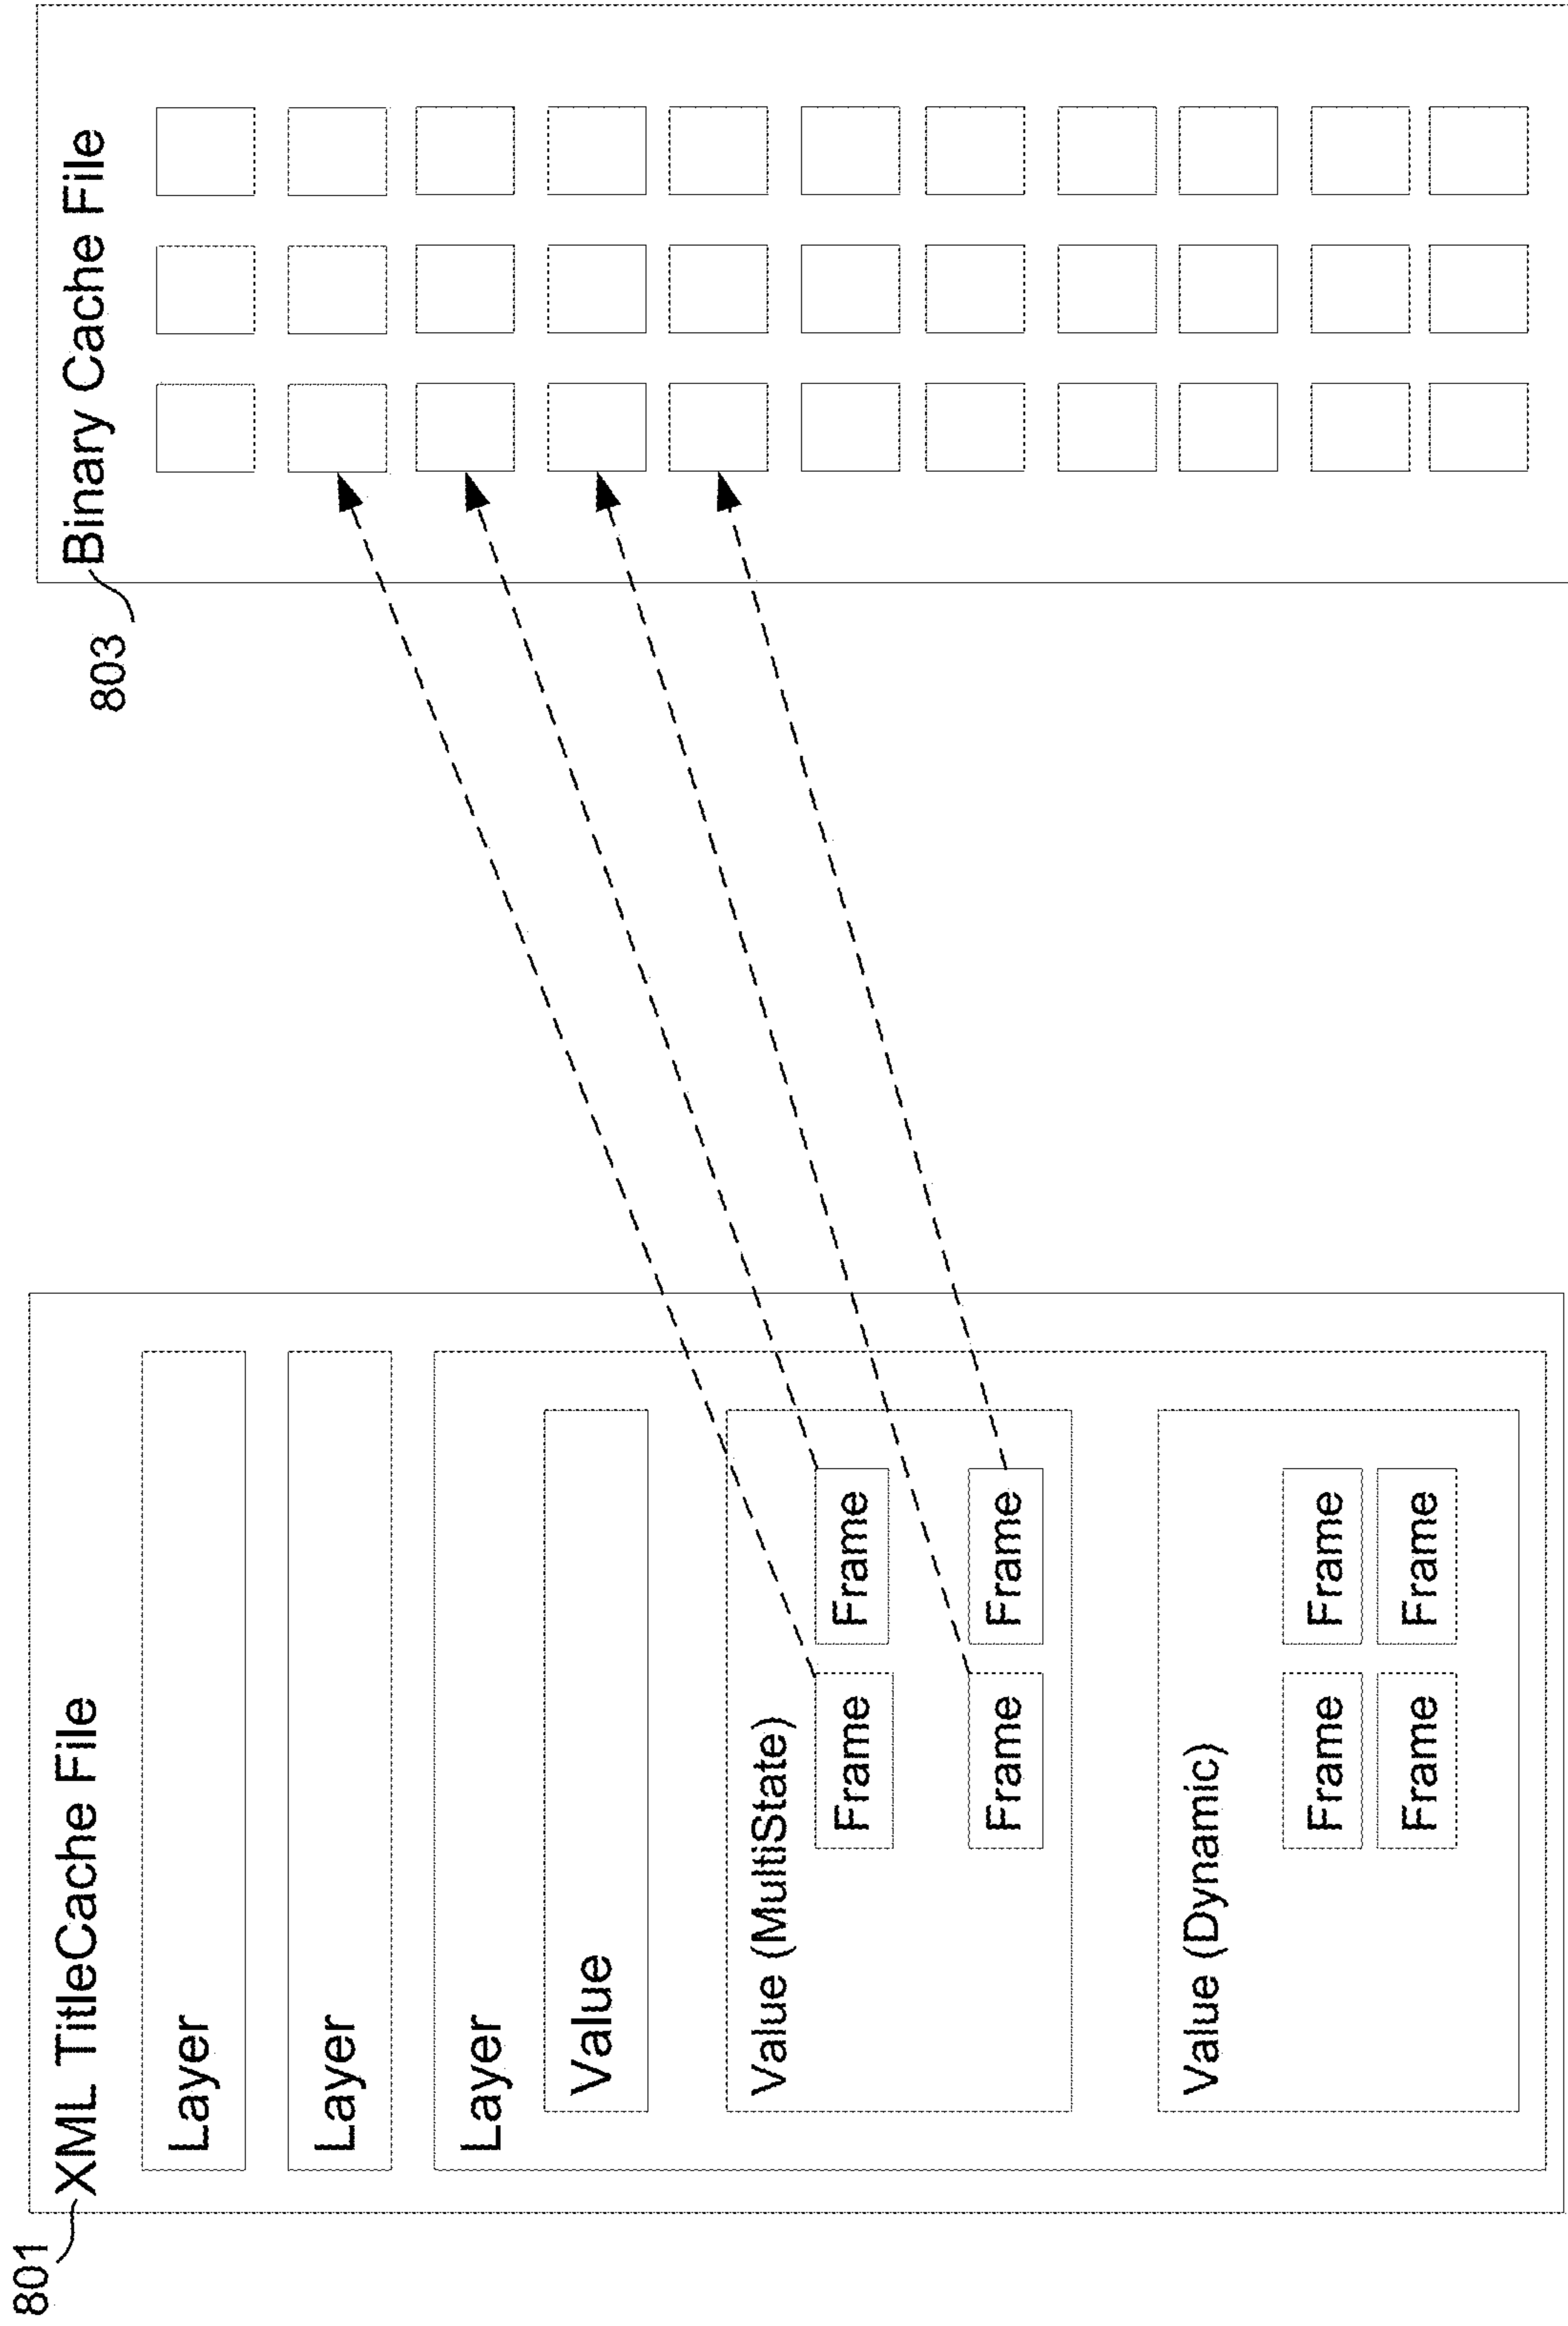 801
XML TitleCache File
Layer
Layer
Layer
Value
Value (MultiState)
Frame Frame
Frame Frame
Value (Dynamic)
Frame Frame
Frame Frame
803
Binary Cache File